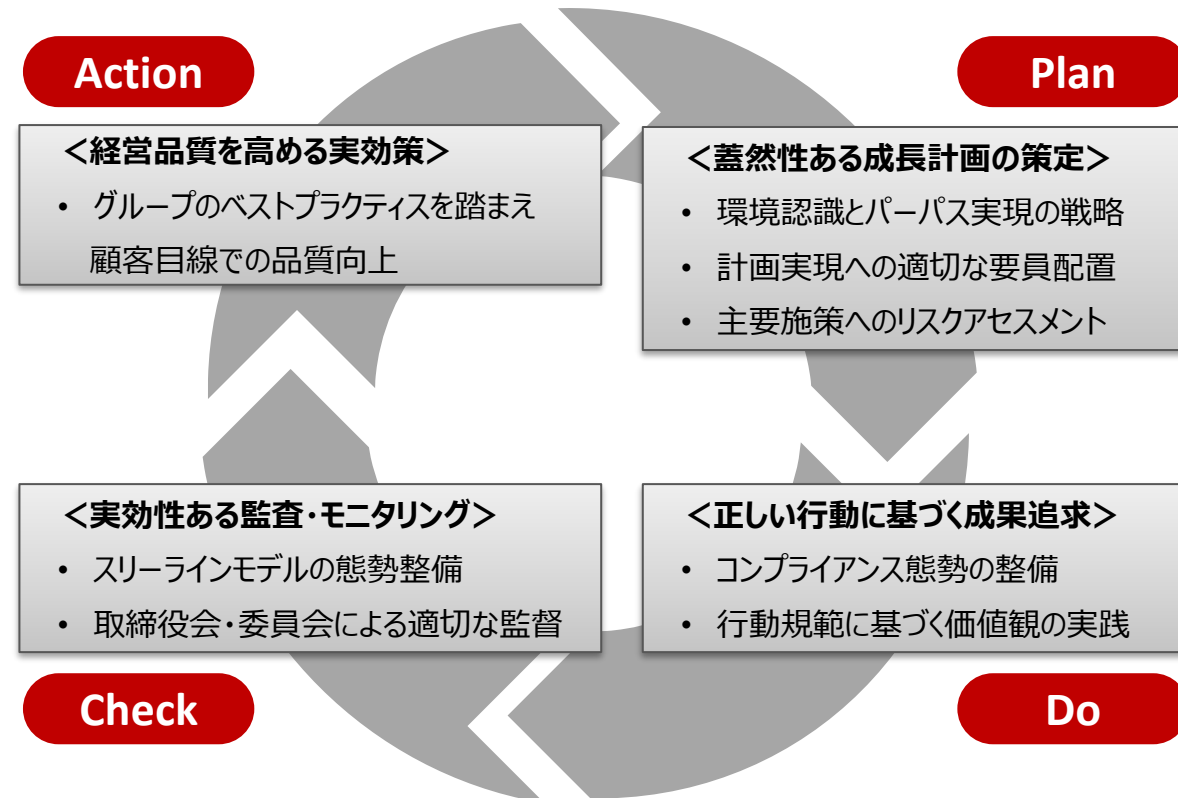 Action
<経営品質を高める実効策>
• グループのベストプラクティスを踏まえ
顧客目線での品質向上
Plan
<蓋然性ある成長計画の策定>
• 環境認識とパーパス実現の戦略
• 計画実現への適切な要員配置
• 主要施策へのリスクアセスメント
<実効性ある監査・モニタリング>
• スリーラインモデルの態勢整備
• 取締役会・委員会による適切な監督
Check
<正しい行動に基づく成果追求>
• コンプライアンス態勢の整備
• 行動規範に基づく価値観の実践
Do